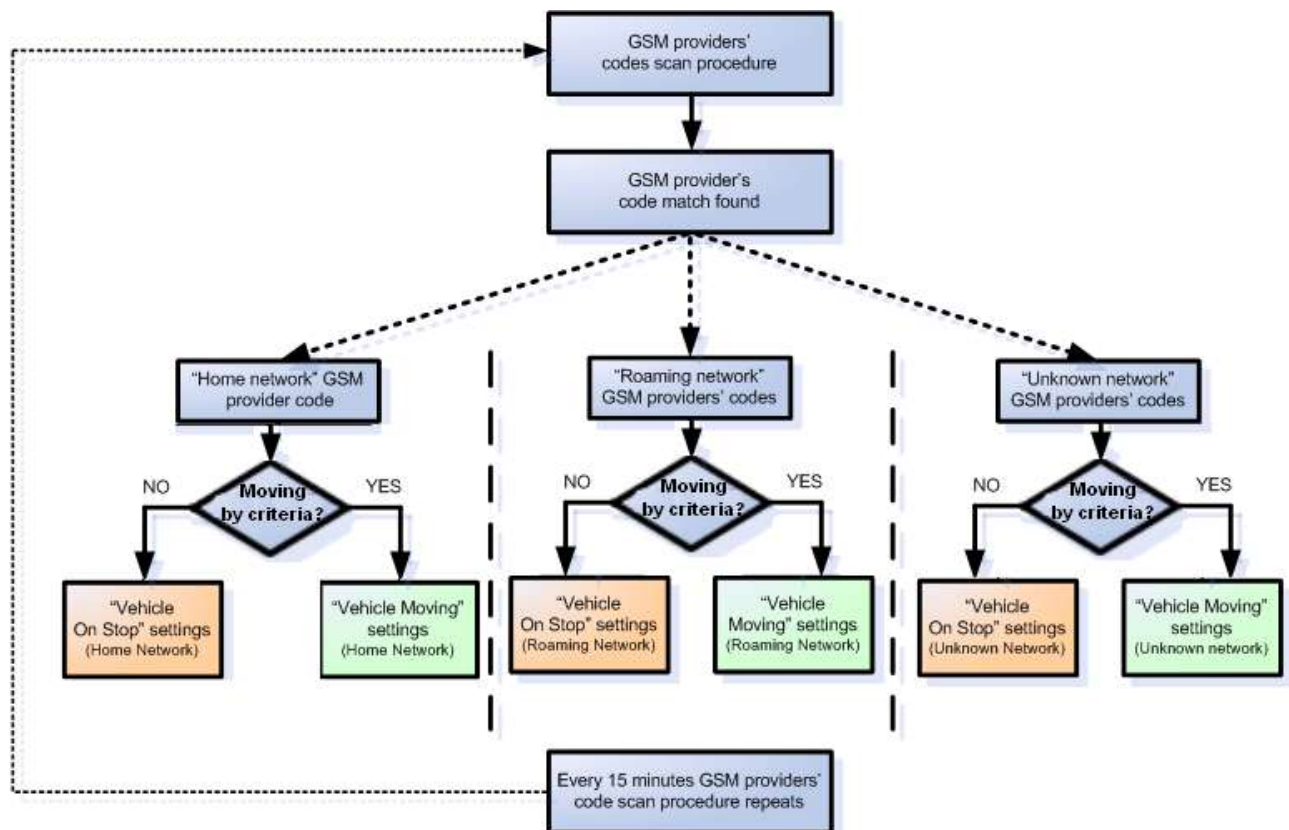 GSM providers'
codes scan procedure
GSM provider's
code match found
"Home network" GSM
provider code
"Roaming network"
GSM providers' codes
"Unknown network"
GSM providers' codes
NO
Moving
by criteria?
YES
NO
Moving
by criteria?
YES
NO
Moving
by criteria?
YES
"Vehicle
On Stop" settings
(Home Network)
"Vehicle Moving"
settings
(Home Network)
"Vehicle
On Stop" settings
(Roaming Network)
"Vehicle
Moving" settings
(Roaming Network)
"Vehicle
On Stop" settings
(Unknown Network)
"Vehicle Moving"
settings
(Unknown network)
Every 15 minutes GSM providers'
code scan procedure repeats